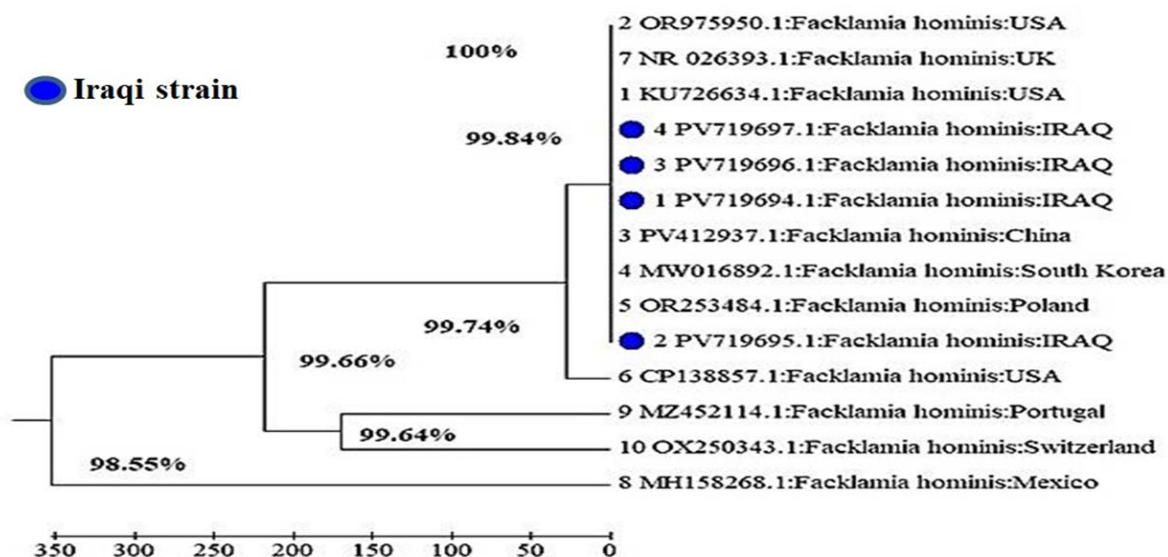 2 OR975950.1:Facklamia hominis:USA
100%
7 NR 026393.1:Facklamia hominis:UK
Iraqi strain
1 KU726634.1:Facklamia hominis:USA
4 PV719697.1:Facklamia hominis:IRAQ
99.84%
3 PV719696.1:Facklamia hominis:IRAQ
1 PV719694.1:Facklamia hominis:IRAQ
3 PV412937.1:Facklamia hominis:China
4 MW016892.1:Facklamia hominis:South Korea
5 OR253484.1:Facklamia hominis:Poland
99.74%
2 PV719695.1:Facklamia hominis:IRAQ
99.66%
6 CP138857.1:Facklamia hominis:USA
9 MZ452114.1:Facklamia hominis:Portugal
99.64%
10 OX250343.1:Facklamia hominis:Switzerland
98.55%
8 MH158268.1:Facklamia hominis:Mexico
350 300 250 200 150 100 50 0